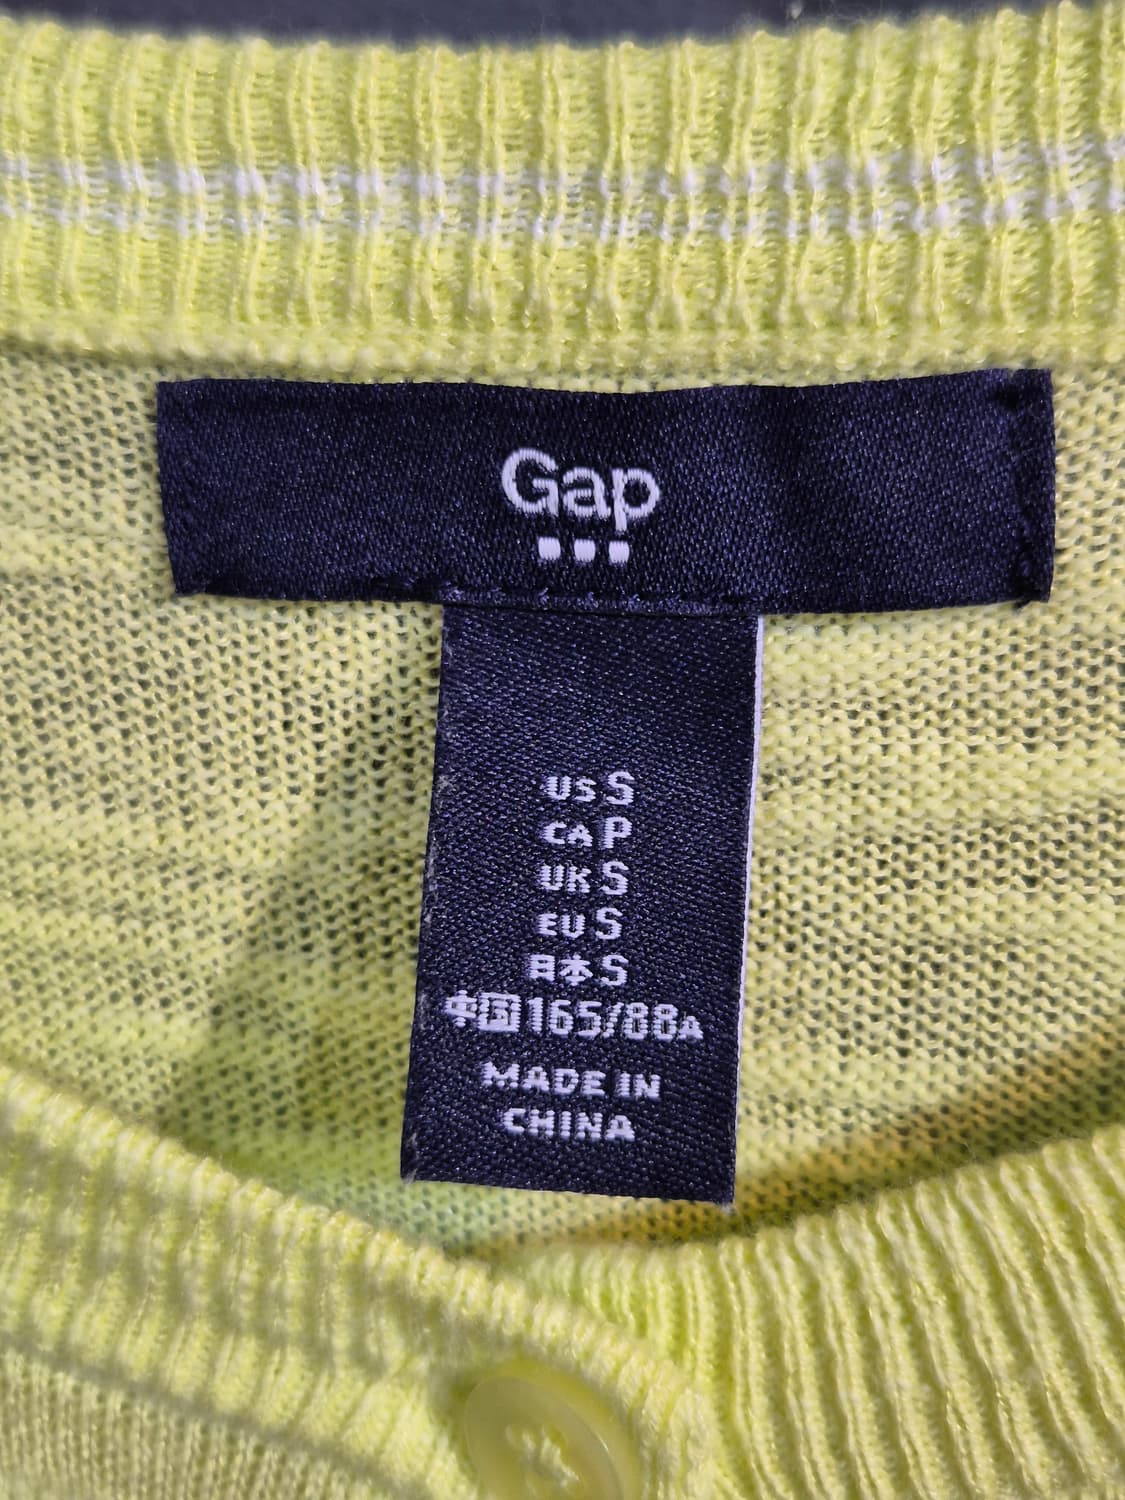 Gap
US S
CA P
UK S
EU S
日本 S
中国 165/88A
MADE IN
CHINA